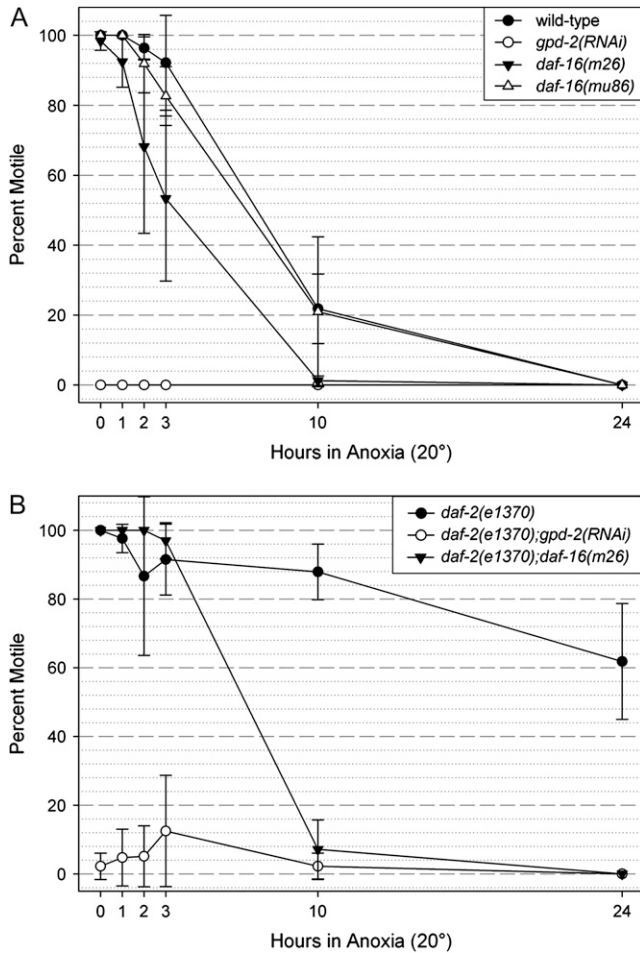 A
wild-type
gpd-2(RNAi)
daf-16(m26)
daf-16(mu86)
Percent Motile
100
80
60
40
20
0
0 1 2 3 10 24
Hours in Anoxia (20°)
B
daf-2(e1370)
daf-2(e1370);gpd-2(RNAi)
daf-2(e1370);daf-16(m26)
Percent Motile
100
80
60
40
20
0
0 1 2 3 10 24
Hours in Anoxia (20°)